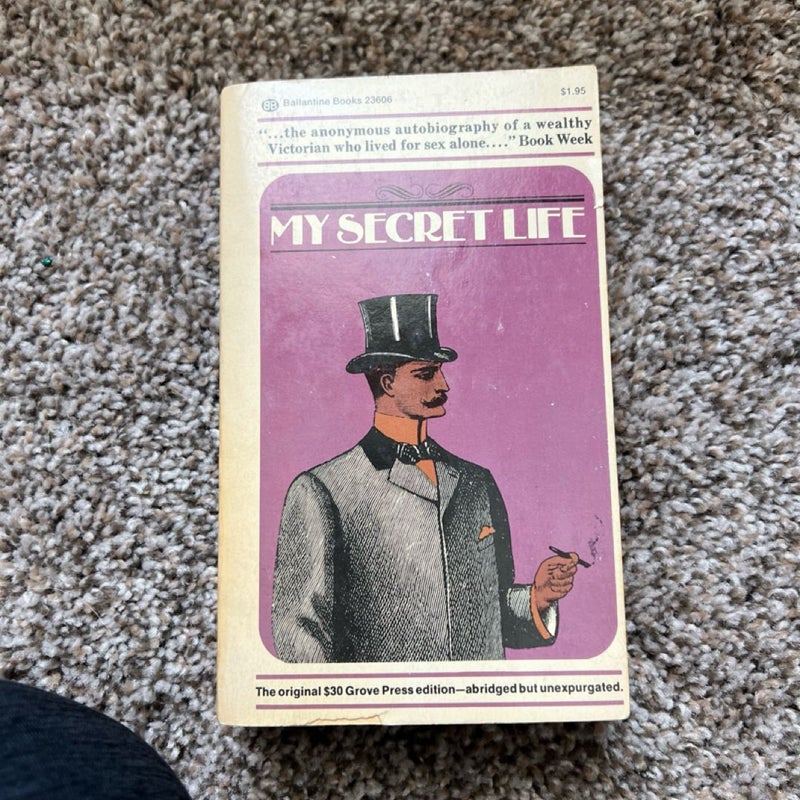 BB Ballantine Books 23606
$1.95
"...the anonymous autobiography of a wealthy
Victorian who lived for sex alone...." Book Week
MY SECRET LIFE
The original $30 Grove Press edition—abridged but unexpurgated.